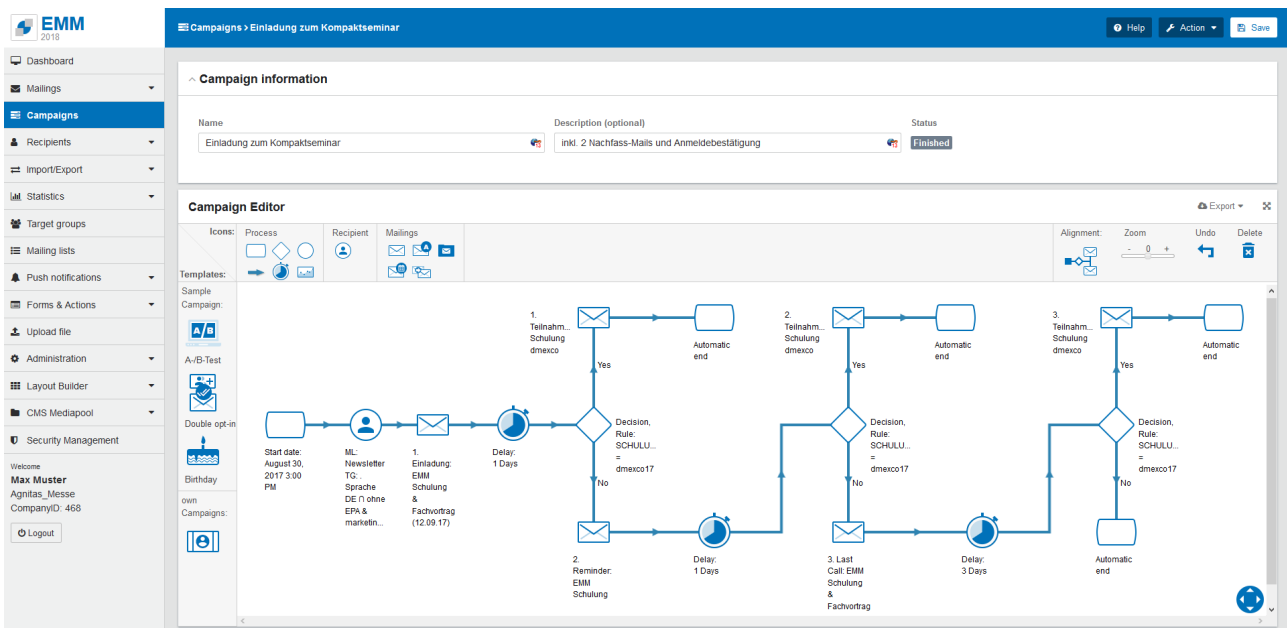 EMM
2018
Campaigns > Einladung zum Kompaktseminar
Help
Action
Save
Dashboard
Mailings
Campaigns
Recipients
Import/Export
Statistics
Target groups
Mailing lists
Push notifications
Forms & Actions
Upload file
Administration
Layout Builder
CMS Mediapool
Security Management
Welcome
Max Muster
Agnitas_Messe
CompanyID: 468
Logout
Campaign information
Name
Description (optional)
Status
Einladung zum Kompaktseminar
inkl. 2 Nachfass-Mails und Anmeldebestätigung
Finished
Campaign Editor
Export
Icons:
Process
Recipient
Mailings
Alignment:
Zoom
Undo
Delete
- 0 +
Templates:
Sample
Campaign:
A/B
A-/B-Test
Double opt-in
Birthday
own
Campaigns:
1.
Teilnahm...
Schulung
dmexco
Automatic
end
2.
Teilnahm...
Schulung
dmexco
Automatic
end
3.
Teilnahm...
Schulung
dmexco
Automatic
end
Yes
Yes
Yes
Start date:
August 30,
2017 3:00
PM
ML:
Newsletter
TG: .
Sprache
DE ∩ ohne
EPA &
marketin...
1.
Einladung:
EMM
Schulung
&
Fachvortrag
(12.09.17)
Delay:
1 Days
Decision,
Rule:
SCHULU...
=
dmexco17
Decision,
Rule:
SCHULU...
=
dmexco17
Decision,
Rule:
SCHULU...
=
dmexco17
No
No
No
2.
Reminder:
EMM
Schulung
Delay:
1 Days
3. Last
Call: EMM
Schulung
&
Fachvortrag
Delay:
3 Days
Automatic
end